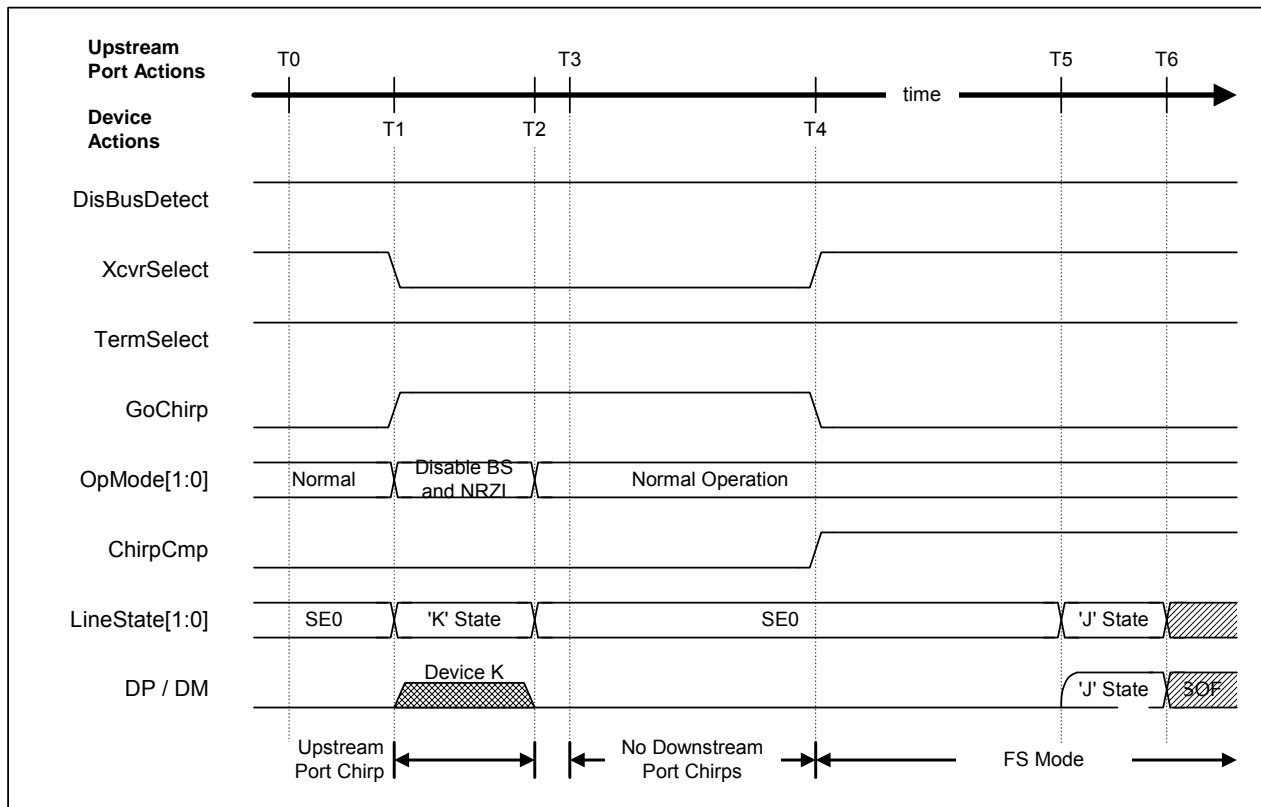 Upstream
Port Actions
T0
T3
T5
T6
time
Device
Actions
T1
T2
T4
DisBusDetect
XcvrSelect
TermSelect
GoChirp
OpMode[1:0]
Normal
Disable BS
and NRZI
Normal Operation
ChirpCmp
LineState[1:0]
SE0
'K' State
SE0
'J' State
DP / DM
Device K
'J' State
SOF
Upstream
Port Chirp
No Downstream
Port Chirps
FS Mode